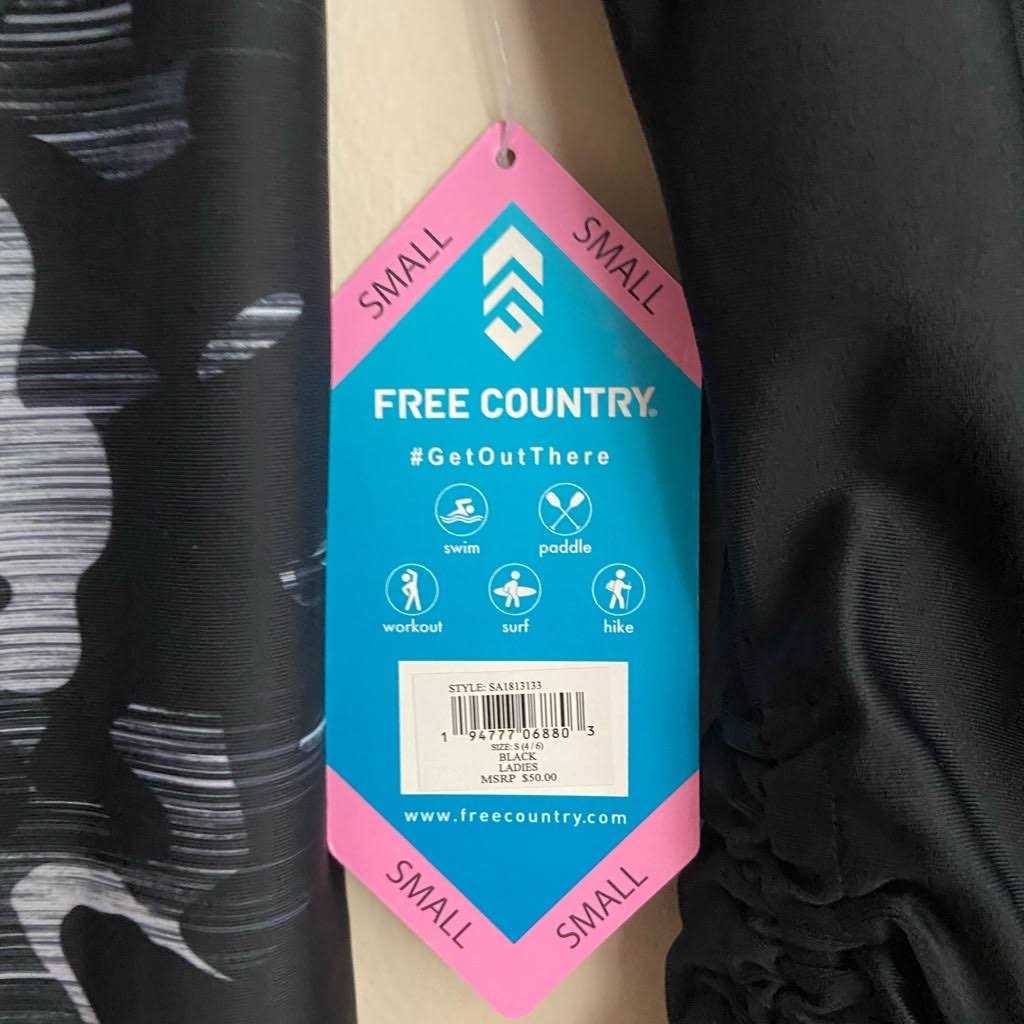 SMALL
SMALL
FREE COUNTRY®
#GetOutThere
swim paddle
workout surf hike
STYLE: SA1813133
1 94777 06880 3
SIZE: S (4 / 6)
BLACK
LADIES
MSRP $50.00
www.freecountry.com
SMALL
SMALL